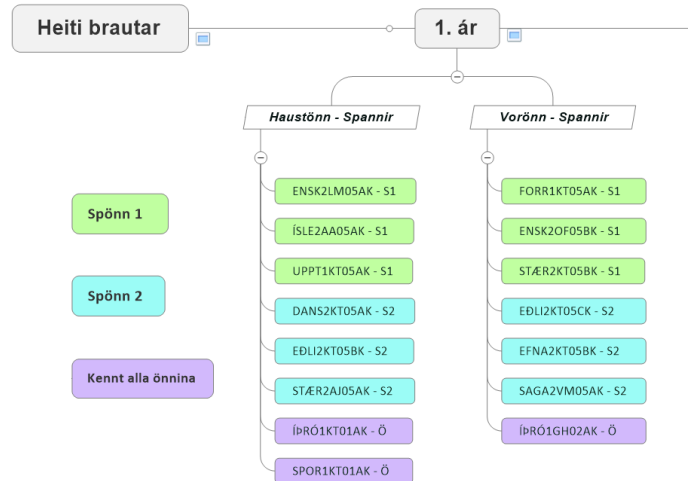 Heiti brautar
1. ár
Haustönn - Spannir
Vorönn - Spannir
Spönn 1
Spönn 2
Kennt alla önnina
ENSK2LM05AK - S1
ÍSLE2AA05AK - S1
UPPT1KT05AK - S1
DANS2KT05AK - S2
EÐLI2KT05BK - S2
STÆR2AJ05AK - S2
ÍÞRÓ1KT01AK - Ö
SPOR1KT01AK - Ö
FORR1KT05AK - S1
ENSK2OF05BK - S1
STÆR2KT05BK - S1
EÐLI2KT05CK - S2
EFNA2KT05BK - S2
SAGA2VM05AK - S2
ÍÞRÓ1GH02AK - Ö